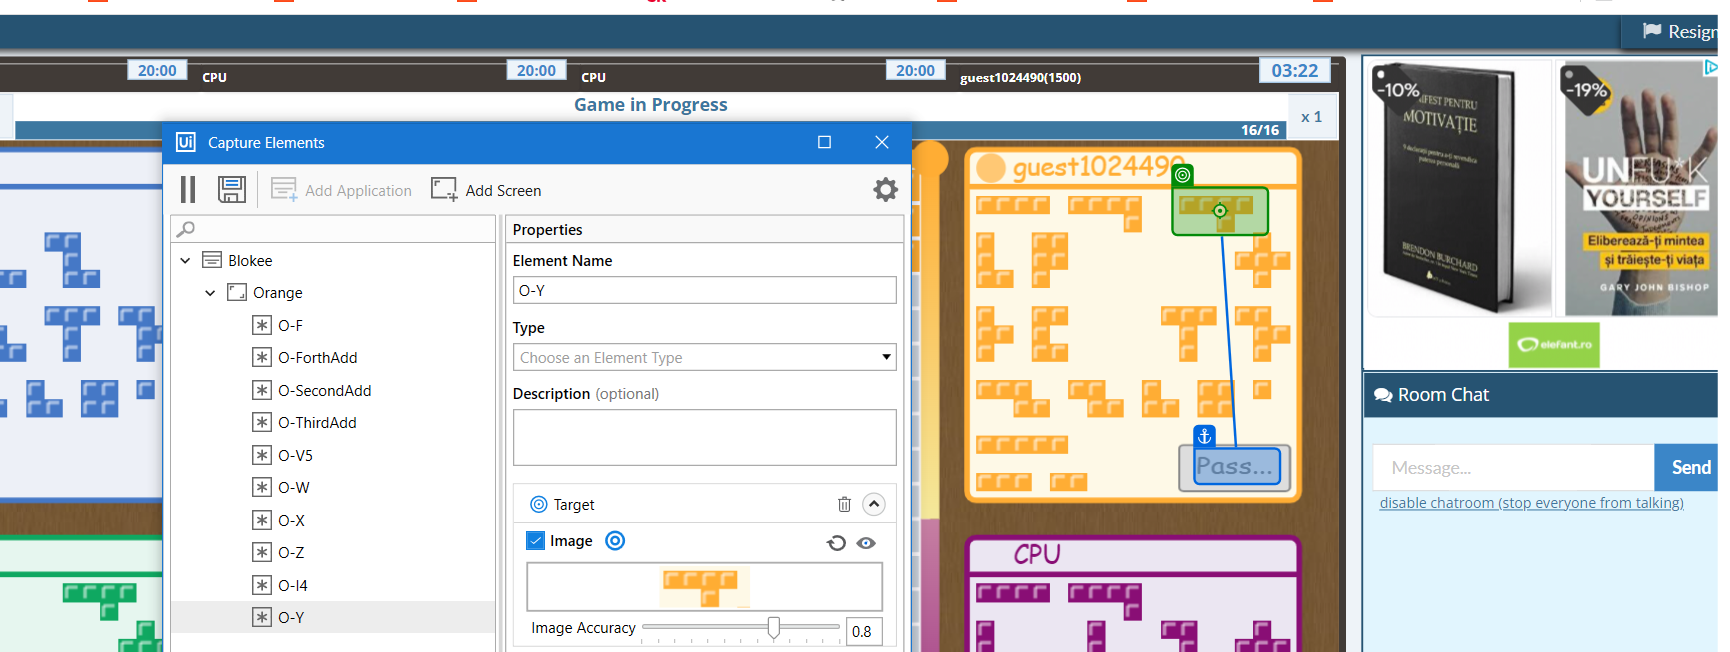 Resign
20:00
CPU
20:00
CPU
20:00
guest1024490(1500)
03:22
Game in Progress
x 1
16/16
Ui Capture Elements
Add Application
Add Screen
Properties
Element Name
O-Y
Type
Choose an Element Type
Description (optional)
Target
Image
Image Accuracy
0.8
Blokee
Orange
O-F
O-ForthAdd
O-SecondAdd
O-ThirdAdd
O-V5
O-W
O-X
O-Z
O-I4
O-Y
guest1024490
Pass...
CPU
-10%
MOTIVAȚIE
BRENDON BURCHARD
-19%
UNFU*K
YOURSELF
Eliberează-ți mintea
și trăiește-ți viața
GARY JOHN BISHOP
elefant.ro
Room Chat
Message...
Send
disable chatroom (stop everyone from talking)